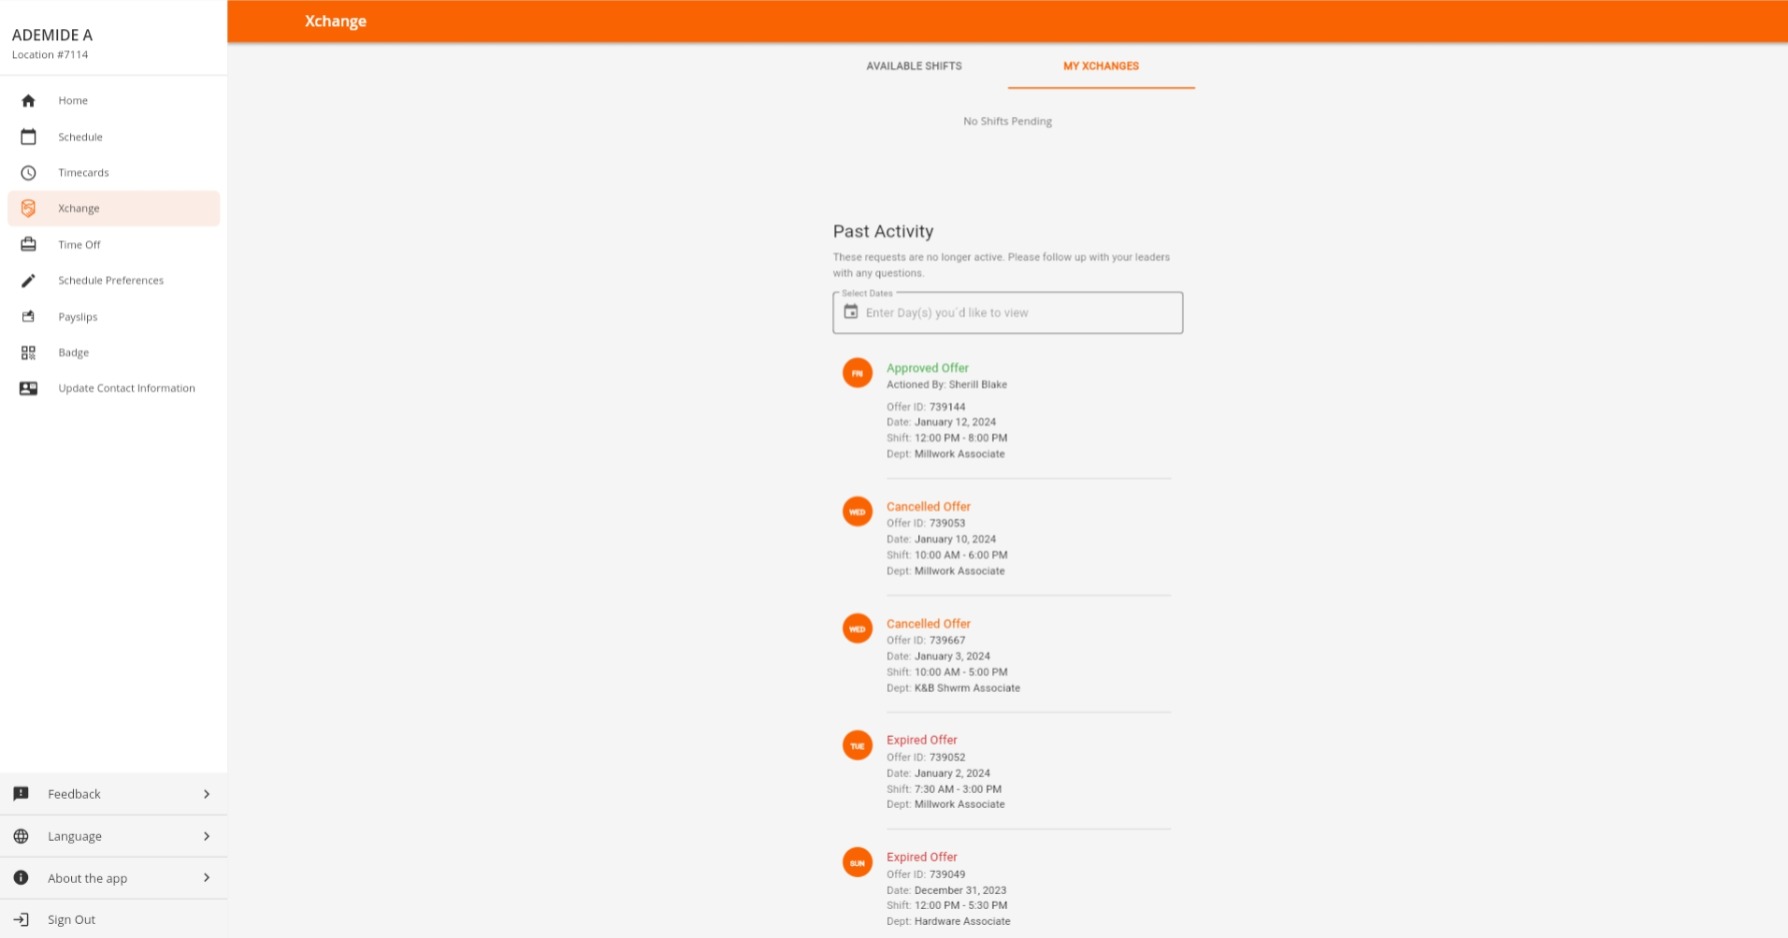 ADEMIDE A
Location #7114
Home
Schedule
Timecards
Xchange
Time Off
Schedule Preferences
Payslips
Badge
Update Contact Information
Feedback
Language
About the app
Sign Out
Xchange
AVAILABLE SHIFTS
MY XCHANGES
No Shifts Pending
Past Activity
These requests are no longer active. Please follow up with your leaders
with any questions.
Select Dates
Enter Day(s) you´d like to view
FRI
Approved Offer
Actioned By: Sherill Blake
Offer ID: 739144
Date: January 12, 2024
Shift: 12:00 PM - 8:00 PM
Dept: Millwork Associate
WED
Cancelled Offer
Offer ID: 739053
Date: January 10, 2024
Shift: 10:00 AM - 6:00 PM
Dept: Millwork Associate
WED
Cancelled Offer
Offer ID: 739667
Date: January 3, 2024
Shift: 10:00 AM - 5:00 PM
Dept: K&B Shwrm Associate
TUE
Expired Offer
Offer ID: 739052
Date: January 2, 2024
Shift: 7:30 AM - 3:00 PM
Dept: Millwork Associate
SUN
Expired Offer
Offer ID: 739049
Date: December 31, 2023
Shift: 12:00 PM - 5:30 PM
Dept: Hardware Associate